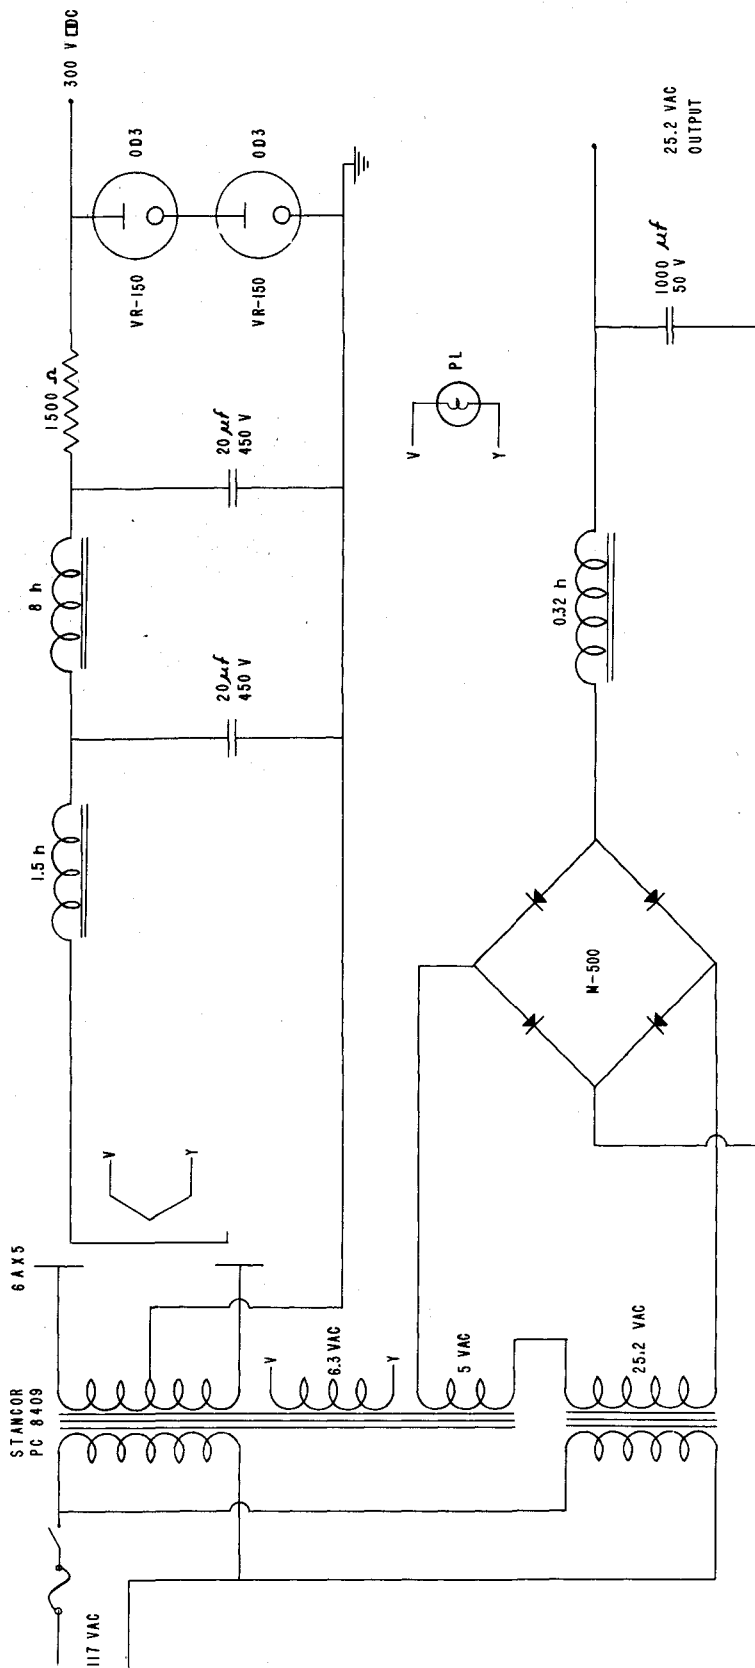 117 VAC
STANCOR
PC 8409
6AX5
V
Y
1.5 h
20 µf
450 V
8 h
20 µf
450 V
1500 Ω
VR-150
OD3
VR-150
OD3
V
6.3 VAC
Y
V
PL
Y
5 VAC
25.2 VAC
M-500
0.32 h
1000 µf
50 V
25.2 VAC
OUTPUT